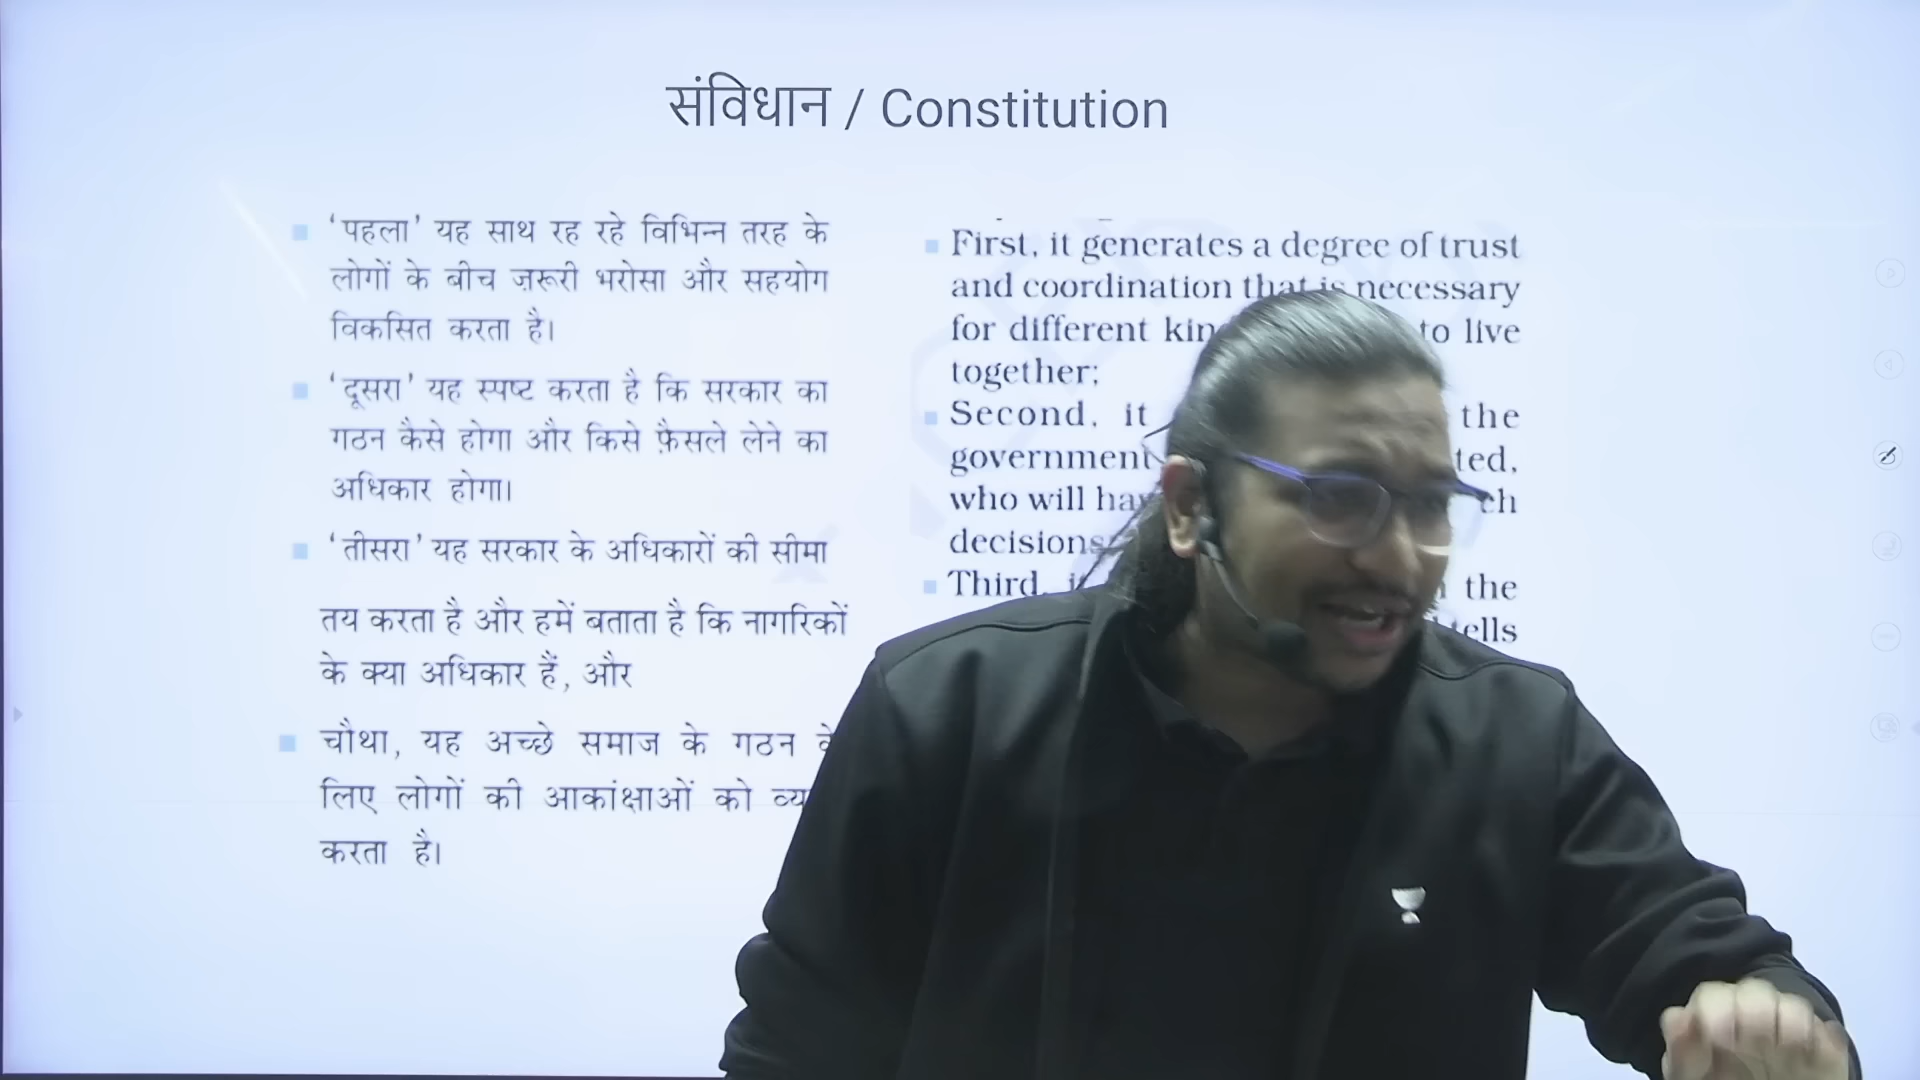 संविधान / Constitution
‘पहला’ यह साथ रह रहे विभिन्न तरह के
लोगों के बीच ज़रूरी भरोसा और सहयोग
विकसित करता है।
‘दूसरा’ यह स्पष्ट करता है कि सरकार का
गठन कैसे होगा और किसे फ़ैसले लेने का
अधिकार होगा।
‘तीसरा’ यह सरकार के अधिकारों की सीमा
तय करता है और हमें बताता है कि नागरिकों
के क्या अधिकार हैं, और
चौथा, यह अच्छे समाज के गठन
लिए लोगों की आकांक्षाओं को
करता है।
First, it generates a degree of trust
and coordination that is necessary
for different to live
together;
Second, it the
government
who will
decisions
Third, the
tells